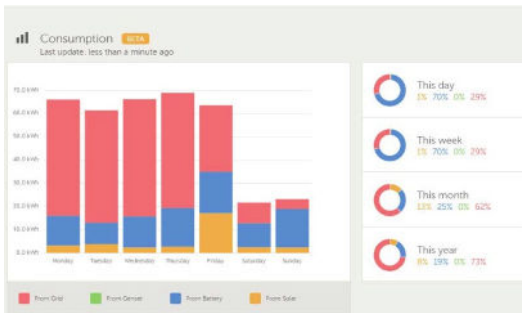 Consumption BETA
Last update: less than a minute ago
70.0 kWh
60.0 kWh
50.0 kWh
40.0 kWh
30.0 kWh
20.0 kWh
10.0 kWh
0.0 kWh
Monday Tuesday Wednesday Thursday Friday Saturday Sunday
From Grid From Genset From Battery From Solar
This day
1% 70% 0% 29%
This week
1% 70% 0% 29%
This month
13% 25% 0% 62%
This year
8% 19% 0% 73%